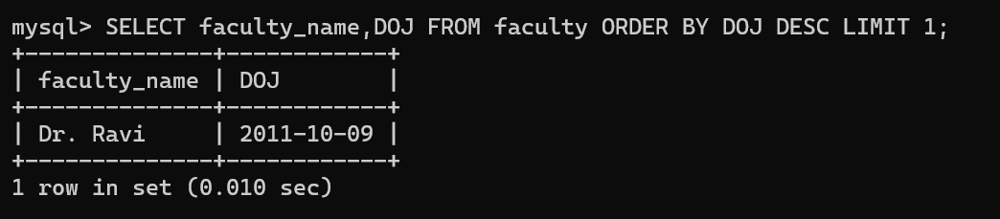 mysql> SELECT faculty_name,DOJ FROM faculty ORDER BY DOJ DESC LIMIT 1;
+--------------+------------+
| faculty_name | DOJ        |
+--------------+------------+
| Dr. Ravi     | 2011-10-09 |
+--------------+------------+
1 row in set (0.010 sec)